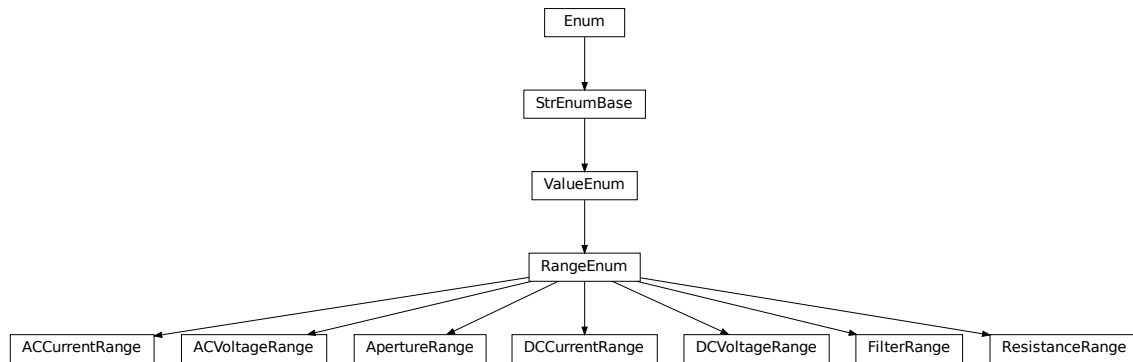 Enum
StrEnumBase
ValueEnum
RangeEnum
ACCurrentRange
ACVoltageRange
ApertureRange
DCCurrentRange
DCVoltageRange
FilterRange
ResistanceRange